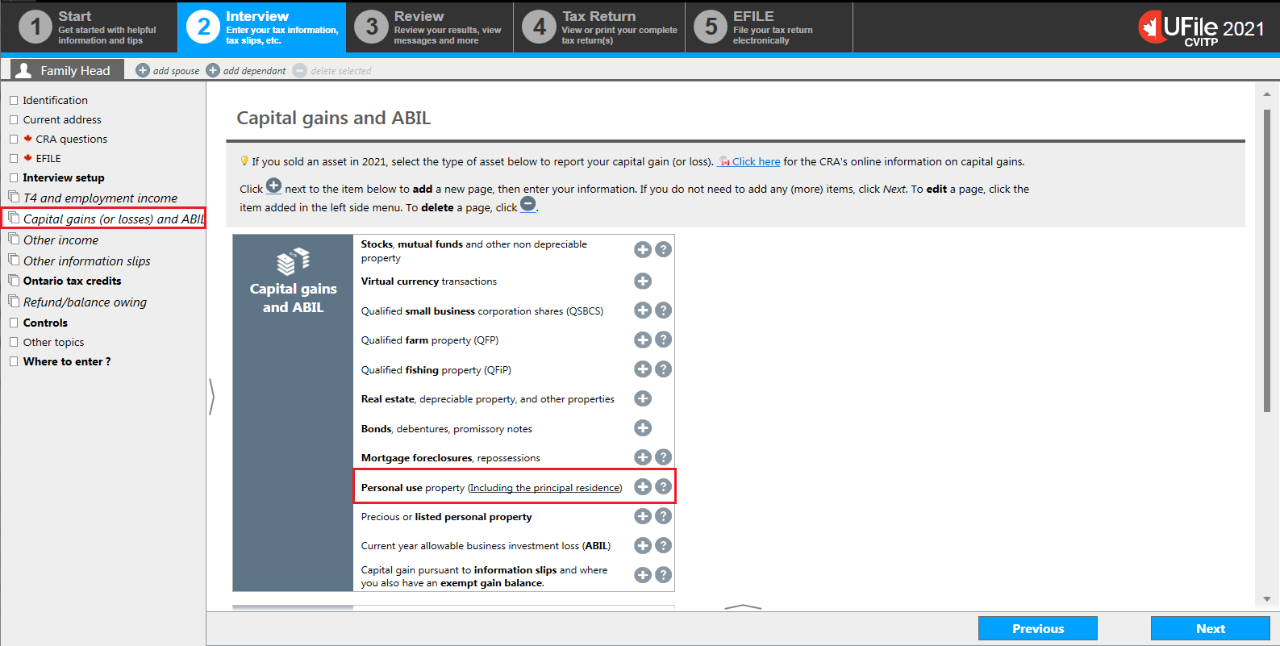 1
Start
Get started with helpful
information and tips
2
Interview
Enter your tax information,
tax slips, etc.
3
Review
Review your results, view
messages and more
4
Tax Return
View or print your complete
tax return(s)
5
EFILE
File your tax return
electronically
UFile 2021
CVITP
Family Head
add spouse
add dependant
delete selected
Identification
Current address
CRA questions
EFILE
Interview setup
T4 and employment income
Capital gains (or losses) and ABIL
Other income
Other information slips
Ontario tax credits
Refund/balance owing
Controls
Other topics
Where to enter ?
Capital gains and ABIL
If you sold an asset in 2021, select the type of asset below to report your capital gain (or loss). Click here for the CRA's online information on capital gains.
Click + next to the item below to add a new page, then enter your information. If you do not need to add any (more) items, click Next. To edit a page, click the
item added in the left side menu. To delete a page, click −.
Capital gains
and ABIL
Stocks, mutual funds and other non depreciable
property
Virtual currency transactions
Qualified small business corporation shares (QSBCS)
Qualified farm property (QFP)
Qualified fishing property (QFiP)
Real estate, depreciable property, and other properties
Bonds, debentures, promissory notes
Mortgage foreclosures, repossessions
Personal use property (Including the principal residence)
Precious or listed personal property
Current year allowable business investment loss (ABIL)
Capital gain pursuant to information slips and where
you also have an exempt gain balance.
Previous
Next